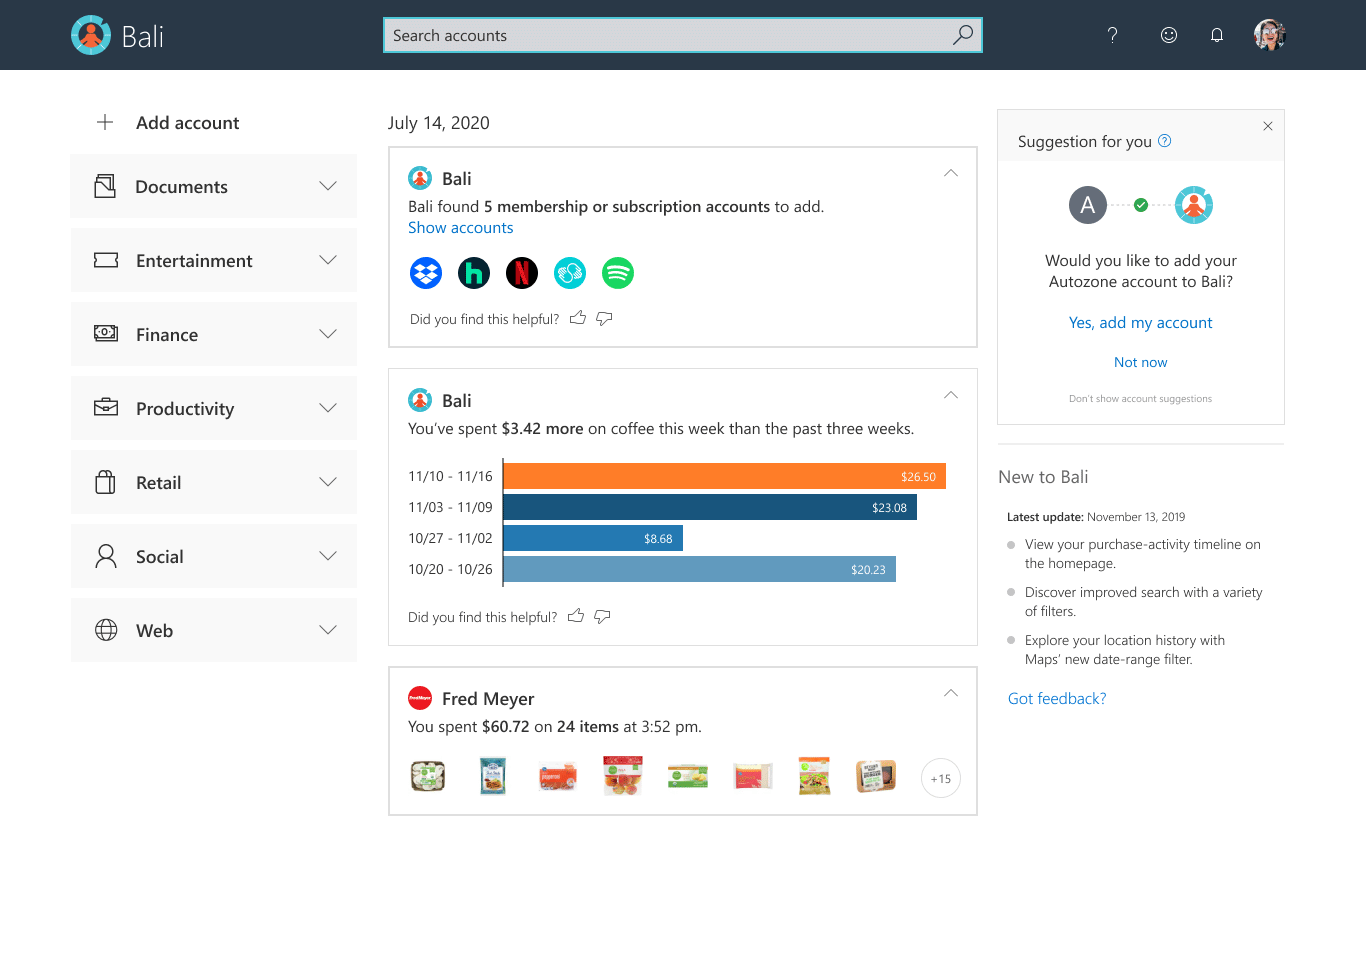 Bali
Search accounts
?
Add account
Documents
Entertainment
Finance
Productivity
Retail
Social
Web
July 14, 2020
Bali
Bali found 5 membership or subscription accounts to add.
Show accounts
h
N
Did you find this helpful?
Bali
You've spent $3.42 more on coffee this week than the past three weeks.
11/10 - 11/16 $26.50
11/03 - 11/09 $23.08
10/27 - 11/02 $8.68
10/20 - 10/26 $20.23
Did you find this helpful?
Fred Meyer
Fred Meyer
You spent $60.72 on 24 items at 3:52 pm.
+15
Suggestion for you ?
A
Would you like to add your
Autozone account to Bali?
Yes, add my account
Not now
Don't show account suggestions
New to Bali
Latest update: November 13, 2019
View your purchase-activity timeline on
the homepage.
Discover improved search with a variety
of filters.
Explore your location history with
Maps' new date-range filter.
Got feedback?